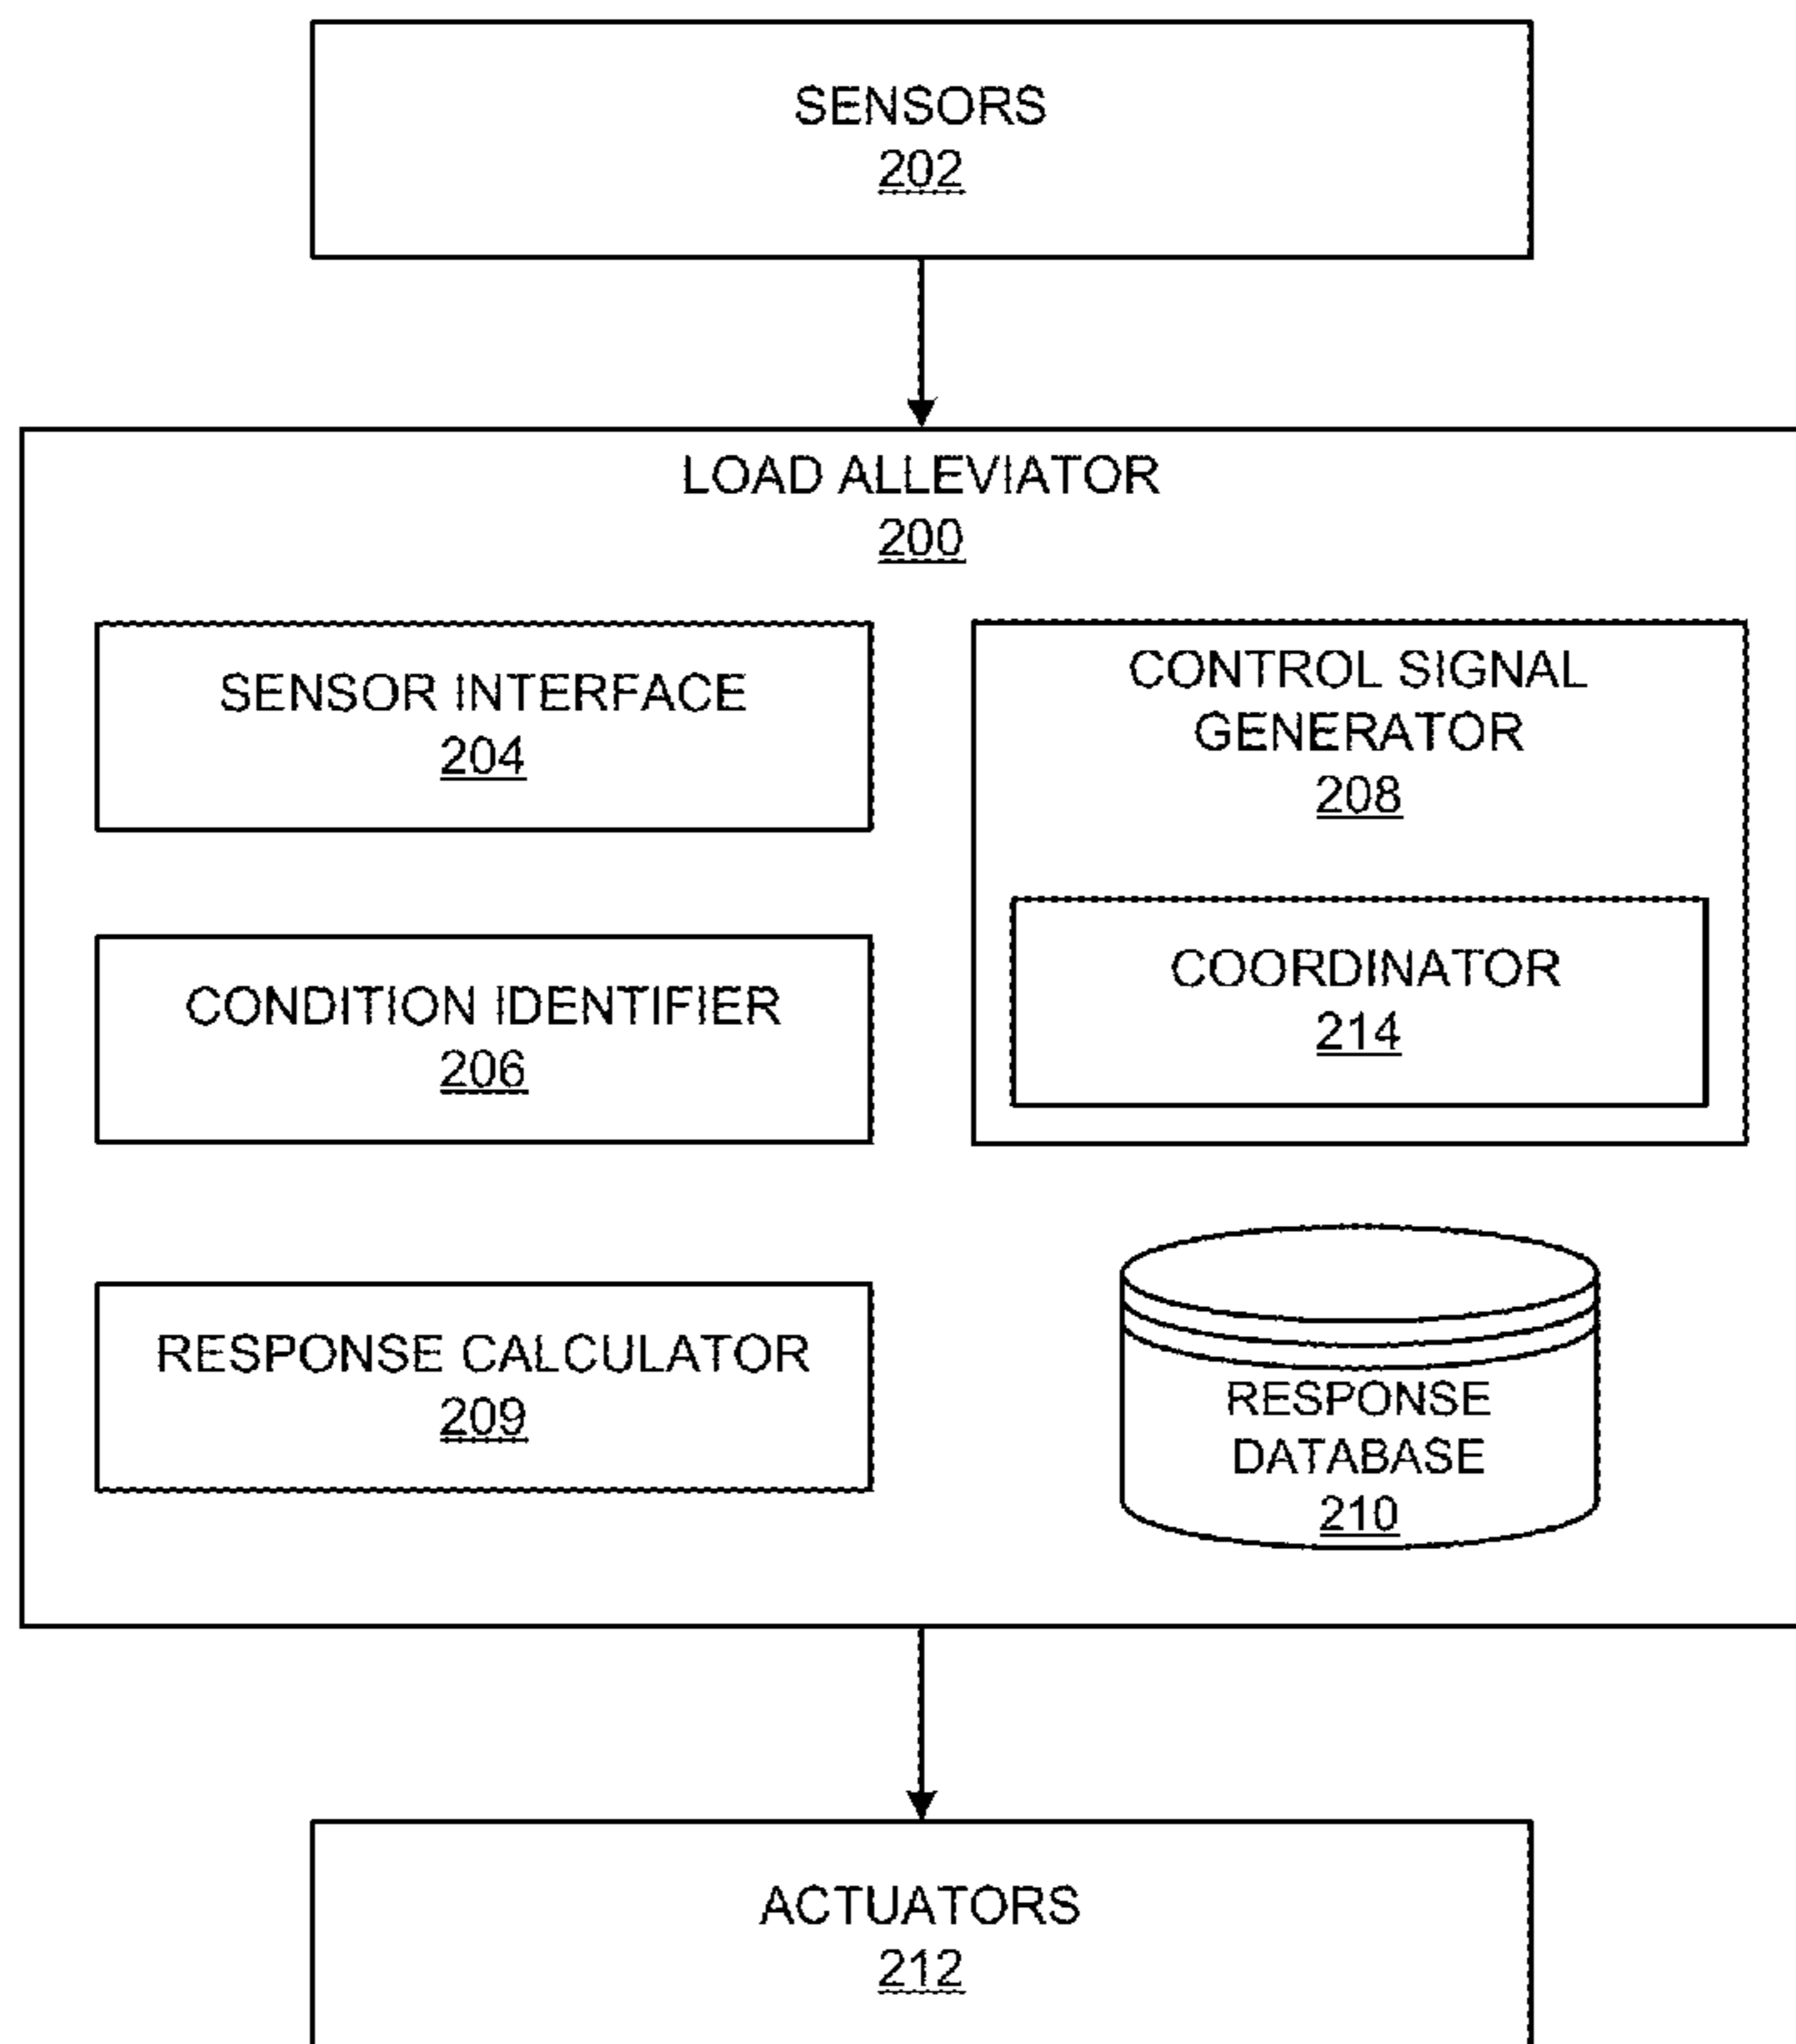 SENSORS
202
LOAD ALLEVIATOR
200
SENSOR INTERFACE
204
CONTROL SIGNAL
GENERATOR
208
COORDINATOR
214
CONDITION IDENTIFIER
206
RESPONSE CALCULATOR
209
RESPONSE
DATABASE
210
ACTUATORS
212